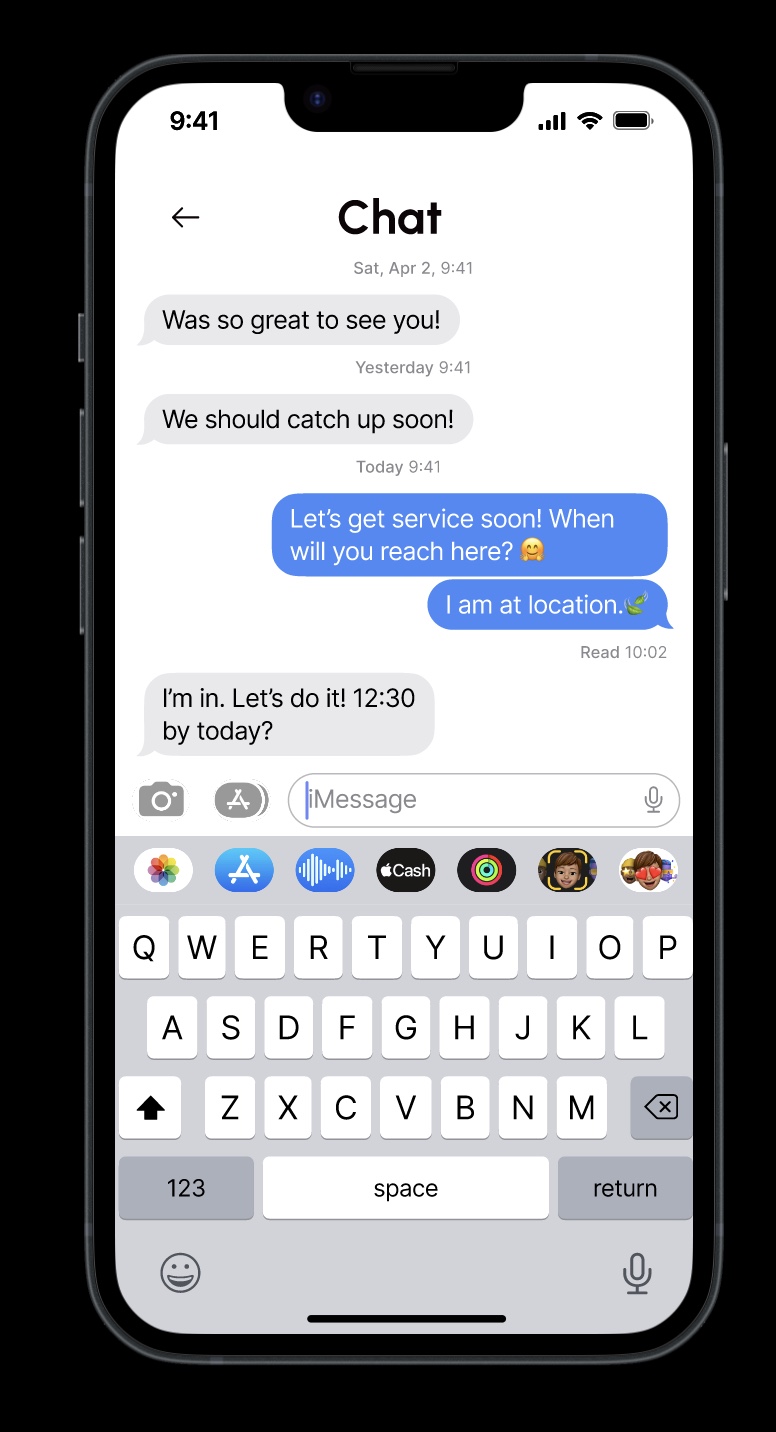 9:41
Chat
Sat, Apr 2, 9:41
Was so great to see you!
Yesterday 9:41
We should catch up soon!
Today 9:41
Let’s get service soon! When
will you reach here? 🤗
I am at location.🌿
Read 10:02
I’m in. Let’s do it! 12:30
by today?
iMessage
Cash
Q W E R T Y U I O P
A S D F G H J K L
Z X C V B N M
123 space return